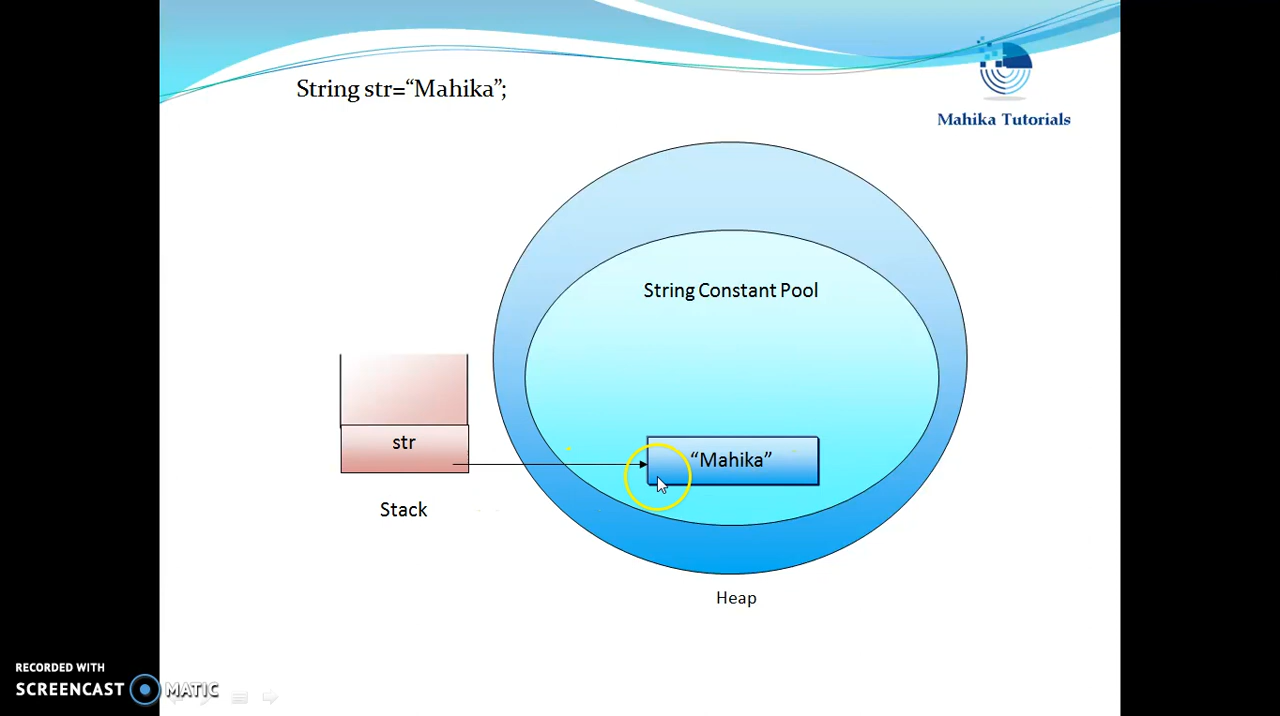 String str=“Mahika”;
Mahika Tutorials
String Constant Pool
str
“Mahika”
Stack
Heap
RECORDED WITH
SCREENCAST MATIC